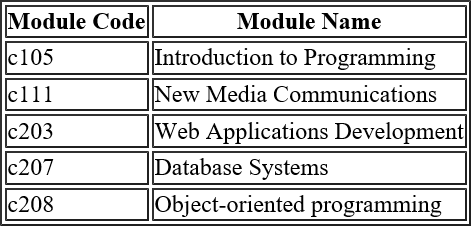 Module Code Module Name
c105 Introduction to Programming
c111 New Media Communications
c203 Web Applications Development
c207 Database Systems
c208 Object-oriented programming